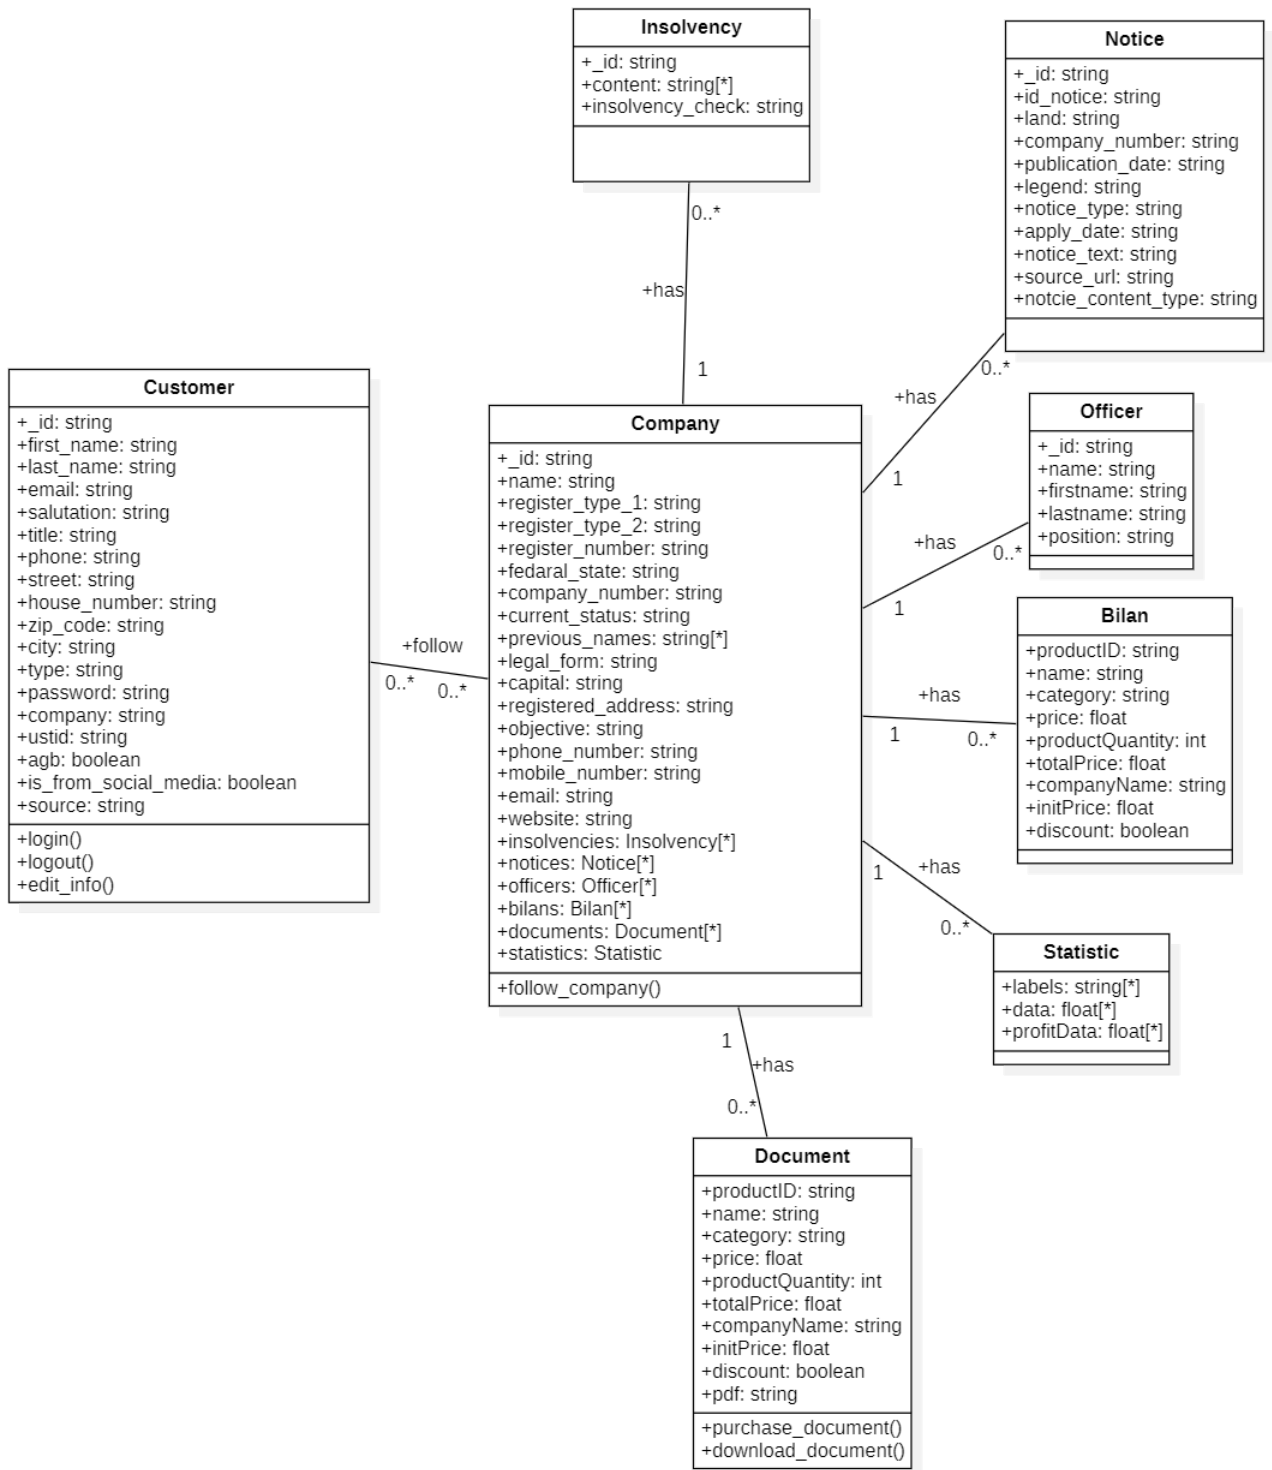 Insolvency
+_id: string
+content: string[*]
+insolvency_check: string
0..*
+has
1
Notice
+_id: string
+id_notice: string
+land: string
+company_number: string
+publication_date: string
+legend: string
+notice_type: string
+apply_date: string
+notice_text: string
+source_url: string
+notcie_content_type: string
0..*
+has
1
Customer
+_id: string
+first_name: string
+last_name: string
+email: string
+salutation: string
+title: string
+phone: string
+street: string
+house_number: string
+zip_code: string
+city: string
+type: string
+password: string
+company: string
+ustid: string
+agb: boolean
+is_from_social_media: boolean
+source: string
+login()
+logout()
+edit_info()
+follow
0..*
0..*
Company
+_id: string
+name: string
+register_type_1: string
+register_type_2: string
+register_number: string
+fedaral_state: string
+company_number: string
+current_status: string
+previous_names: string[*]
+legal_form: string
+capital: string
+registered_address: string
+objective: string
+phone_number: string
+mobile_number: string
+email: string
+website: string
+insolvencies: Insolvency[*]
+notices: Notice[*]
+officers: Officer[*]
+bilans: Bilan[*]
+documents: Document[*]
+statistics: Statistic
+follow_company()
Officer
+_id: string
+name: string
+firstname: string
+lastname: string
+position: string
+has
0..*
1
Bilan
+productID: string
+name: string
+category: string
+price: float
+productQuantity: int
+totalPrice: float
+companyName: string
+initPrice: float
+discount: boolean
+has
1
0..*
+has
1
0..*
Statistic
+labels: string[*]
+data: float[*]
+profitData: float[*]
1
+has
0..*
Document
+productID: string
+name: string
+category: string
+price: float
+productQuantity: int
+totalPrice: float
+companyName: string
+initPrice: float
+discount: boolean
+pdf: string
+purchase_document()
+download_document()